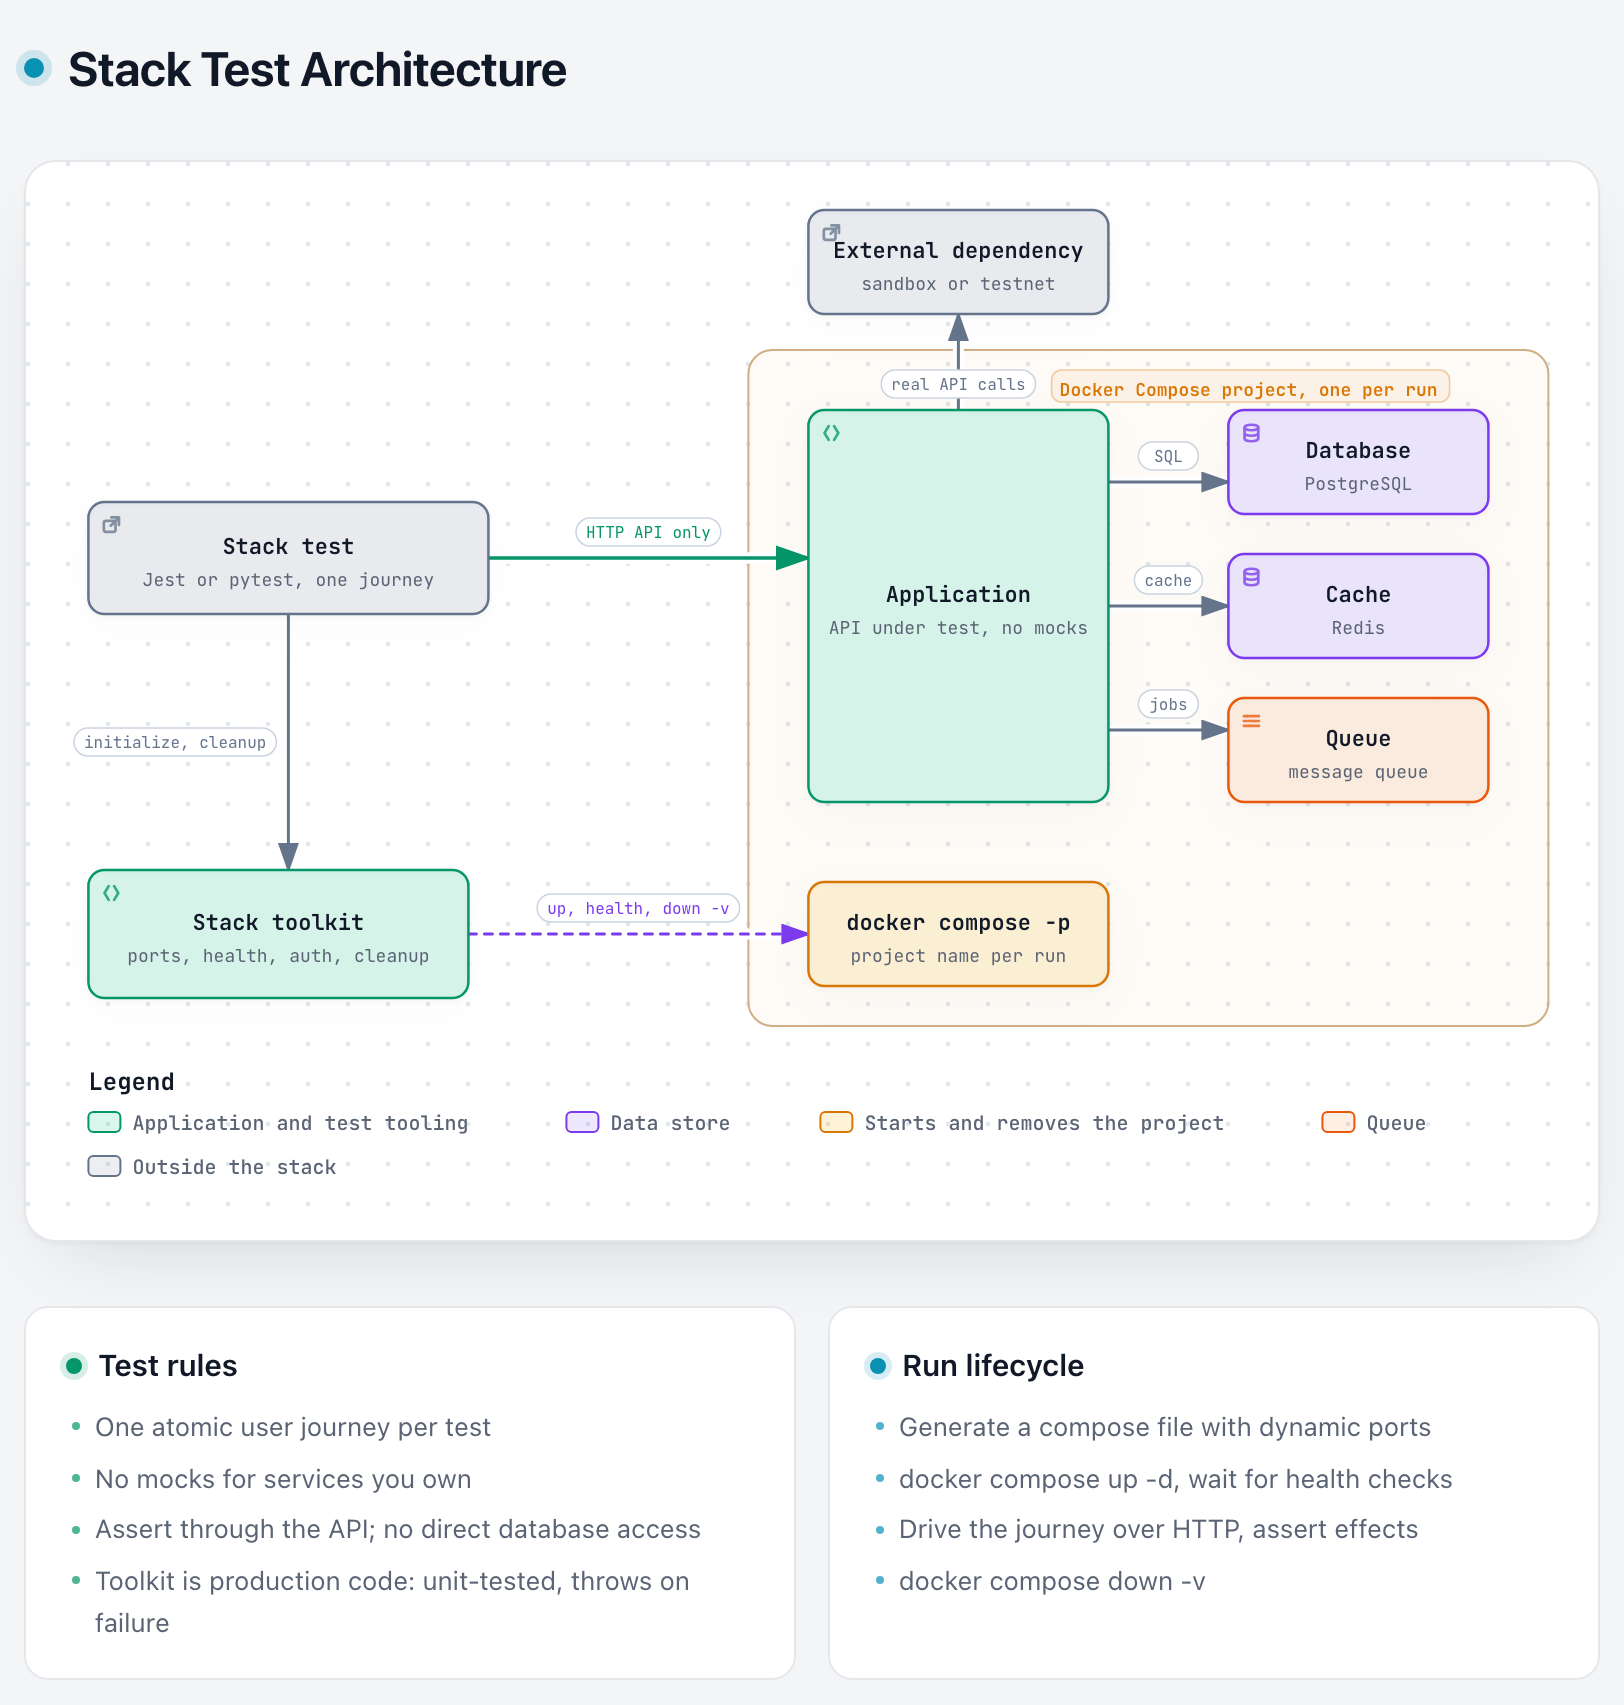 Stack Test Architecture
External dependency
sandbox or testnet
real API calls
Docker Compose project, one per run
Application
API under test, no mocks
SQL
Database
PostgreSQL
cache
Cache
Redis
jobs
Queue
message queue
Stack test
Jest or pytest, one journey
HTTP API only
initialize, cleanup
Stack toolkit
ports, health, auth, cleanup
up, health, down -v
docker compose -p
project name per run
Legend
Application and test tooling
Data store
Starts and removes the project
Queue
Outside the stack
Test rules
One atomic user journey per test
No mocks for services you own
Assert through the API; no direct database access
Toolkit is production code: unit-tested, throws on
failure
Run lifecycle
Generate a compose file with dynamic ports
docker compose up -d, wait for health checks
Drive the journey over HTTP, assert effects
docker compose down -v